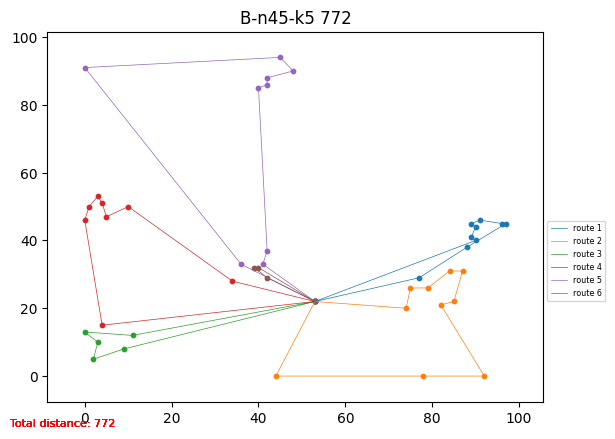 B-n45-k5 772
100
80
60
40
20
0
0 20 40 60 80 100
route 1
route 2
route 3
route 4
route 5
route 6
Total distance: 772